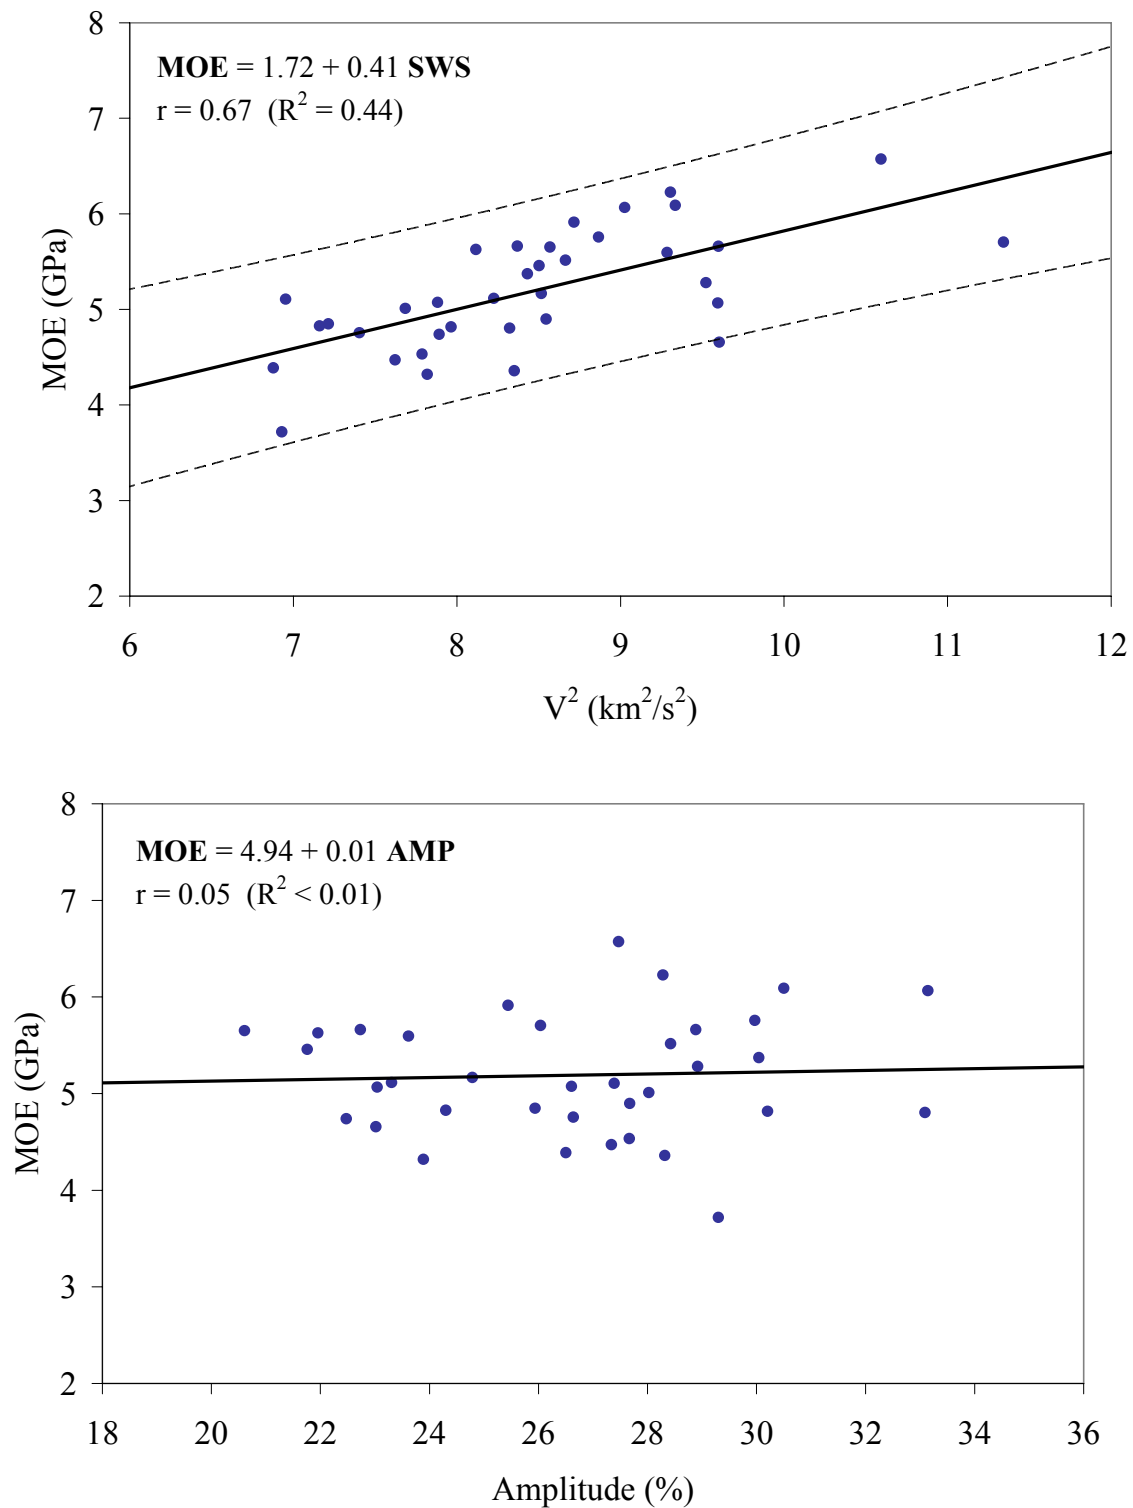 MOE = 1.72 + 0.41 SWS
r = 0.67 (R² = 0.44)
8
7
6
5
4
3
2
MOE (GPa)
6 7 8 9 10 11 12
V² (km²/s²)
MOE = 4.94 + 0.01 AMP
r = 0.05 (R² < 0.01)
8
7
6
5
4
3
2
MOE (GPa)
18 20 22 24 26 28 30 32 34 36
Amplitude (%)